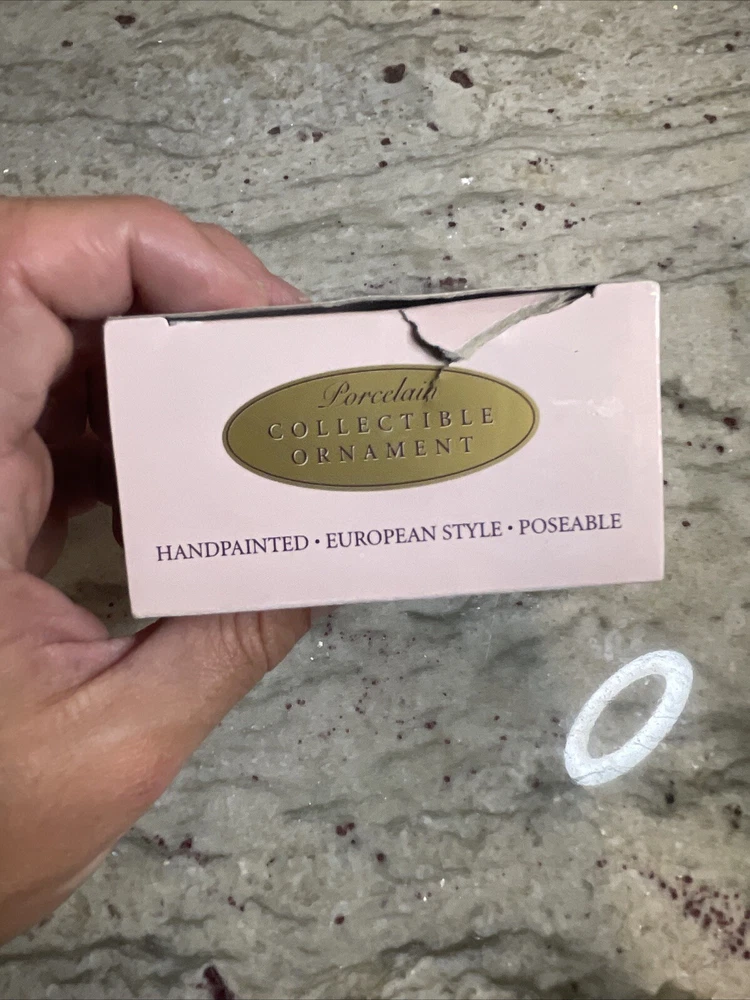 Porcelain
COLLECTIBLE
ORNAMENT
HANDPAINTED • EUROPEAN STYLE • POSEABLE